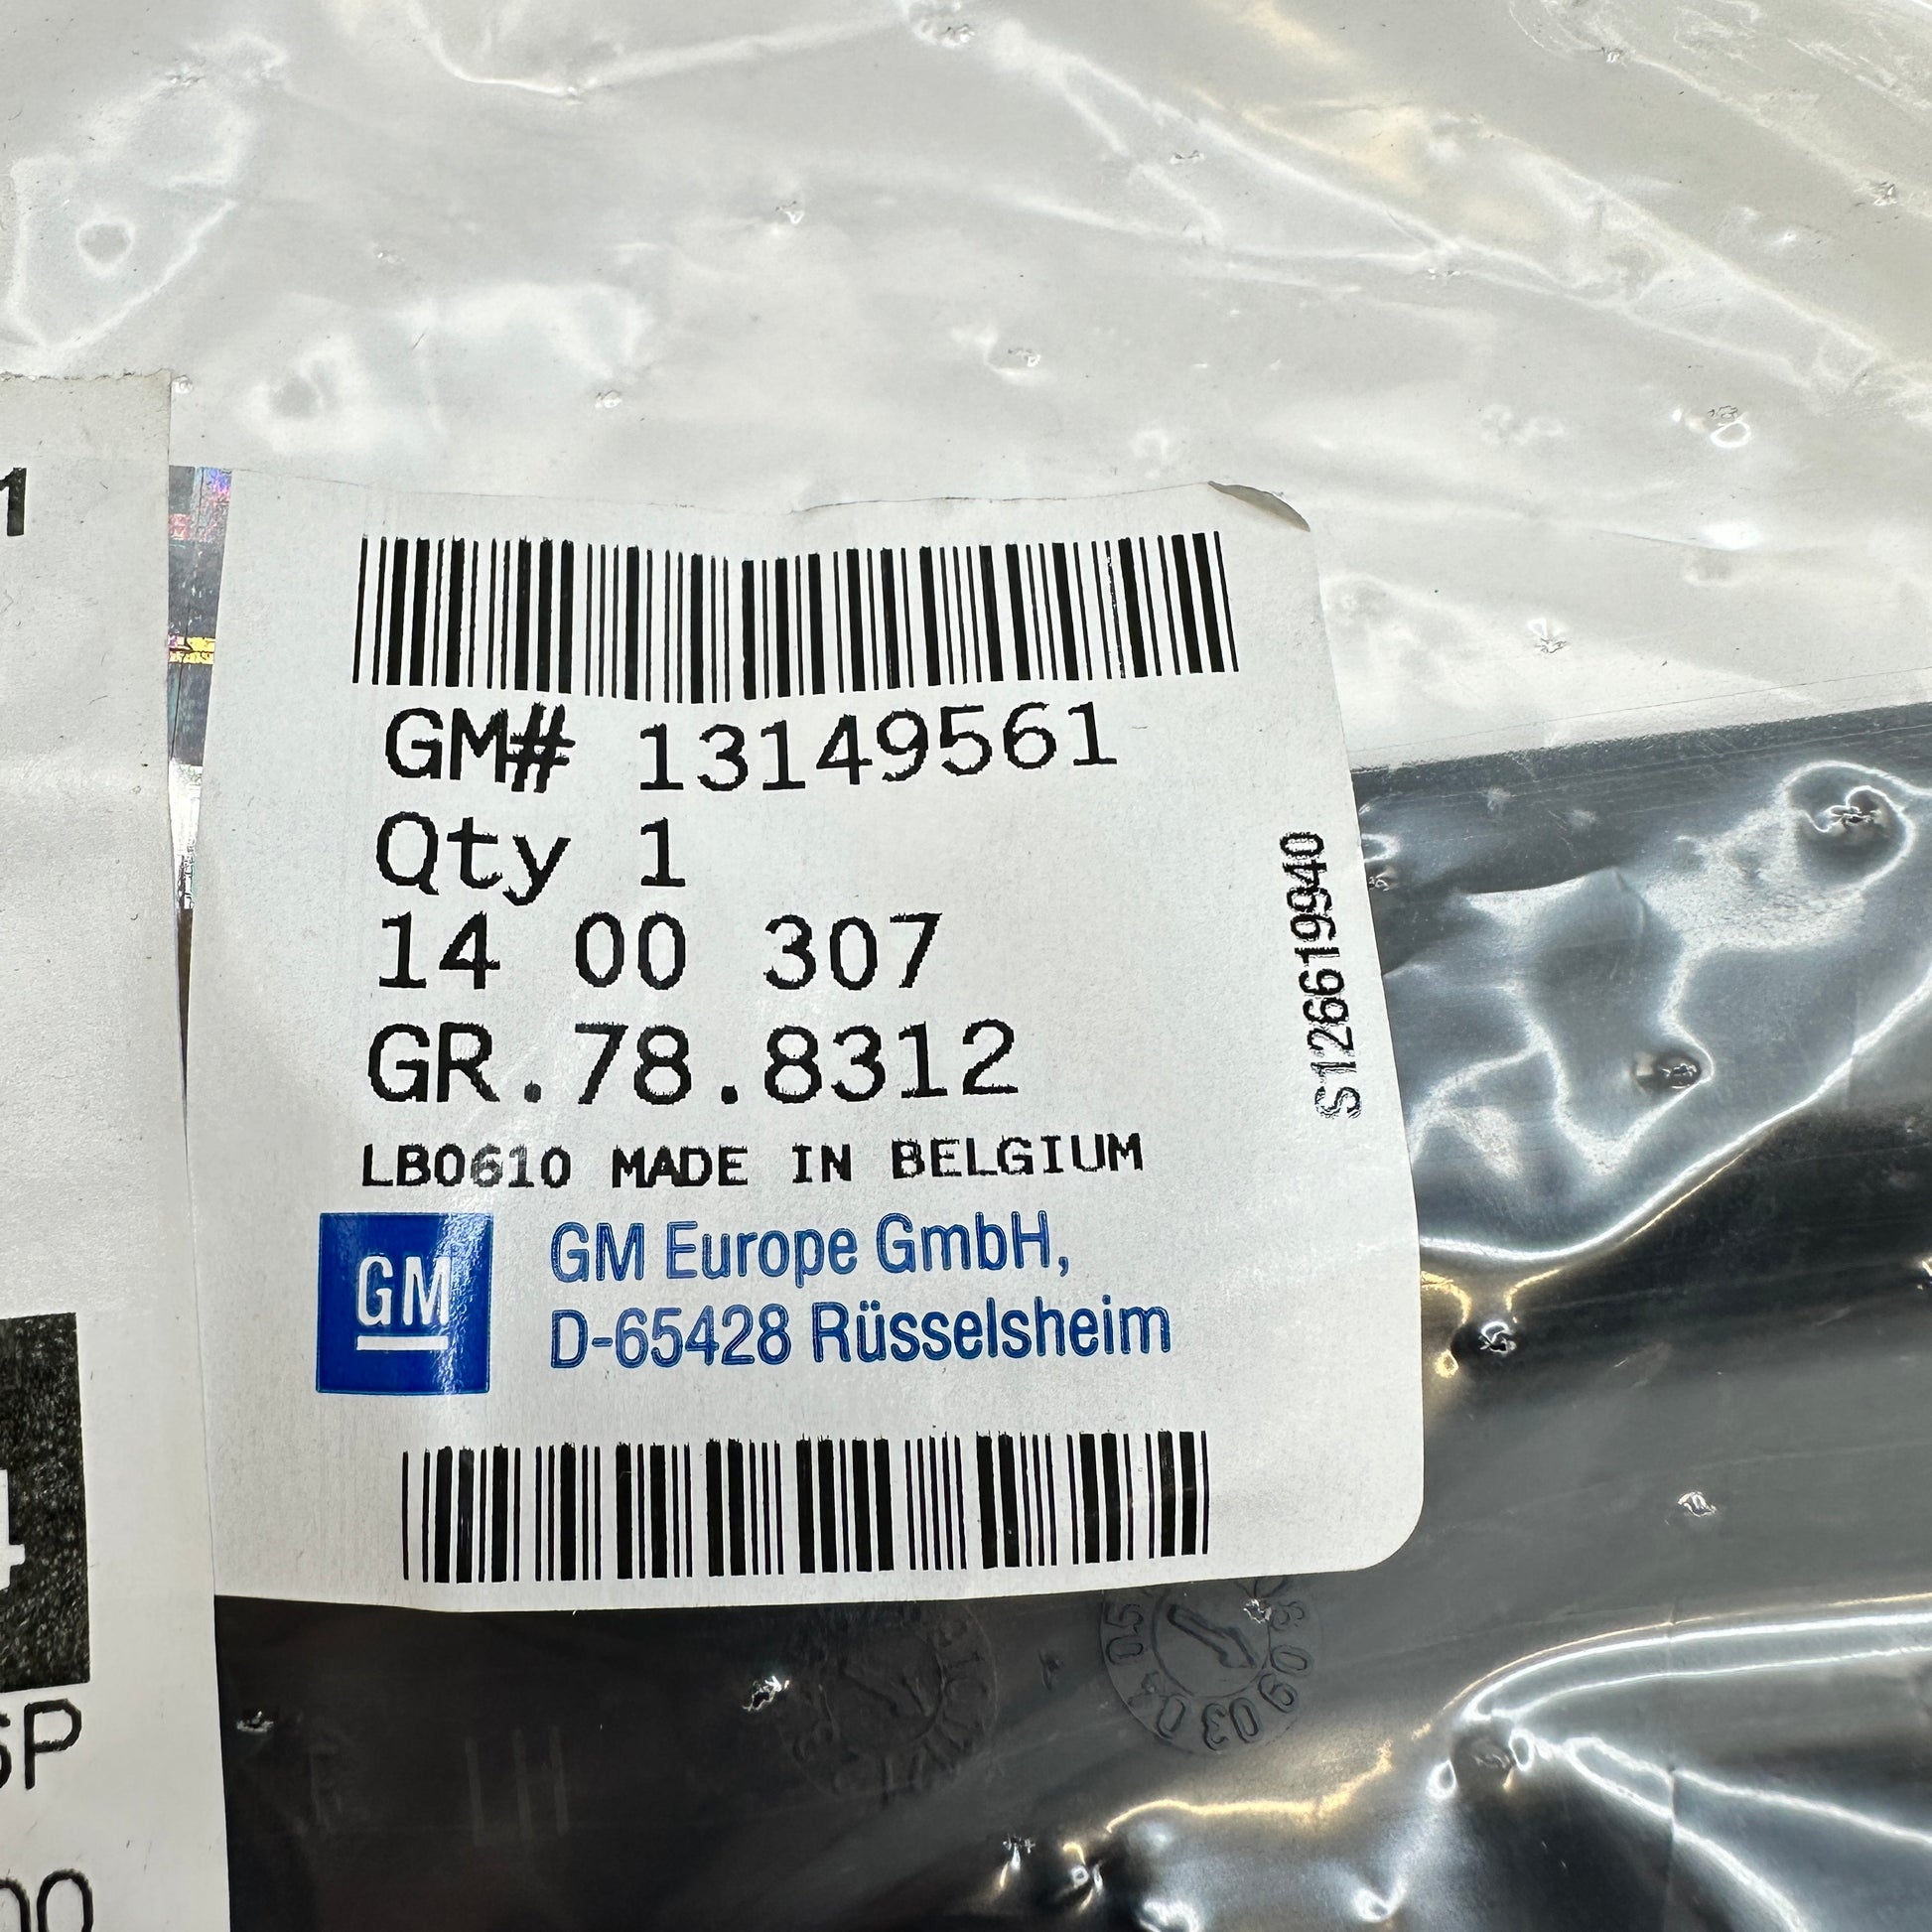 1
GM# 13149561
Qty 1
14 00 307
GR.78.8312
LB0610 MADE IN BELGIUM
GM
GM Europe GmbH,
D-65428 Rüsselsheim
S126619940